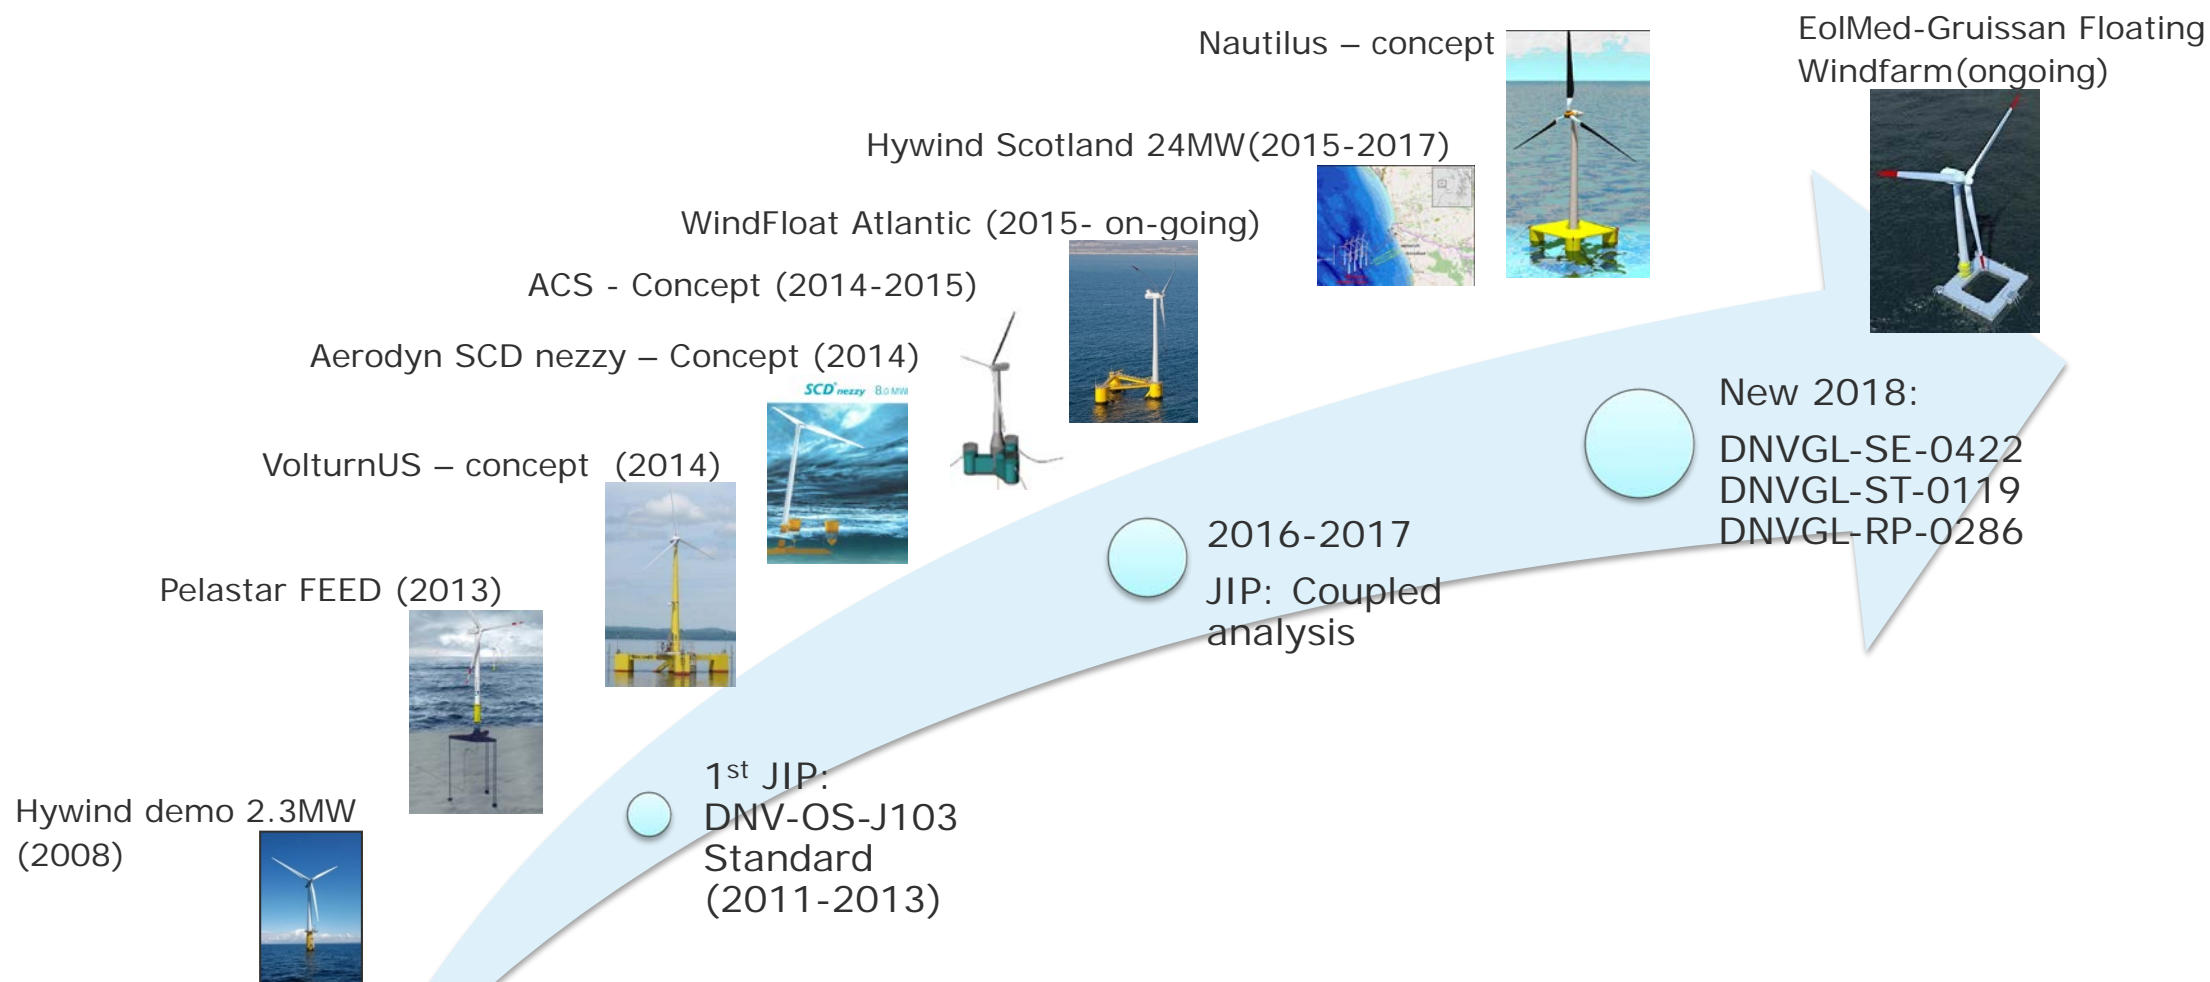 Nautilus – concept
EolMed-Gruissan Floating
Windfarm(ongoing)
Hywind Scotland 24MW(2015-2017)
WindFloat Atlantic (2015- on-going)
ACS - Concept (2014-2015)
Aerodyn SCD nezzy – Concept (2014)
SCD® nezzy 8.0 MW
VolturnUS – concept (2014)
Pelastar FEED (2013)
Hywind demo 2.3MW
(2008)
1st JIP:
DNV-OS-J103
Standard
(2011-2013)
2016-2017
JIP: Coupled
analysis
New 2018:
DNVGL-SE-0422
DNVGL-ST-0119
DNVGL-RP-0286